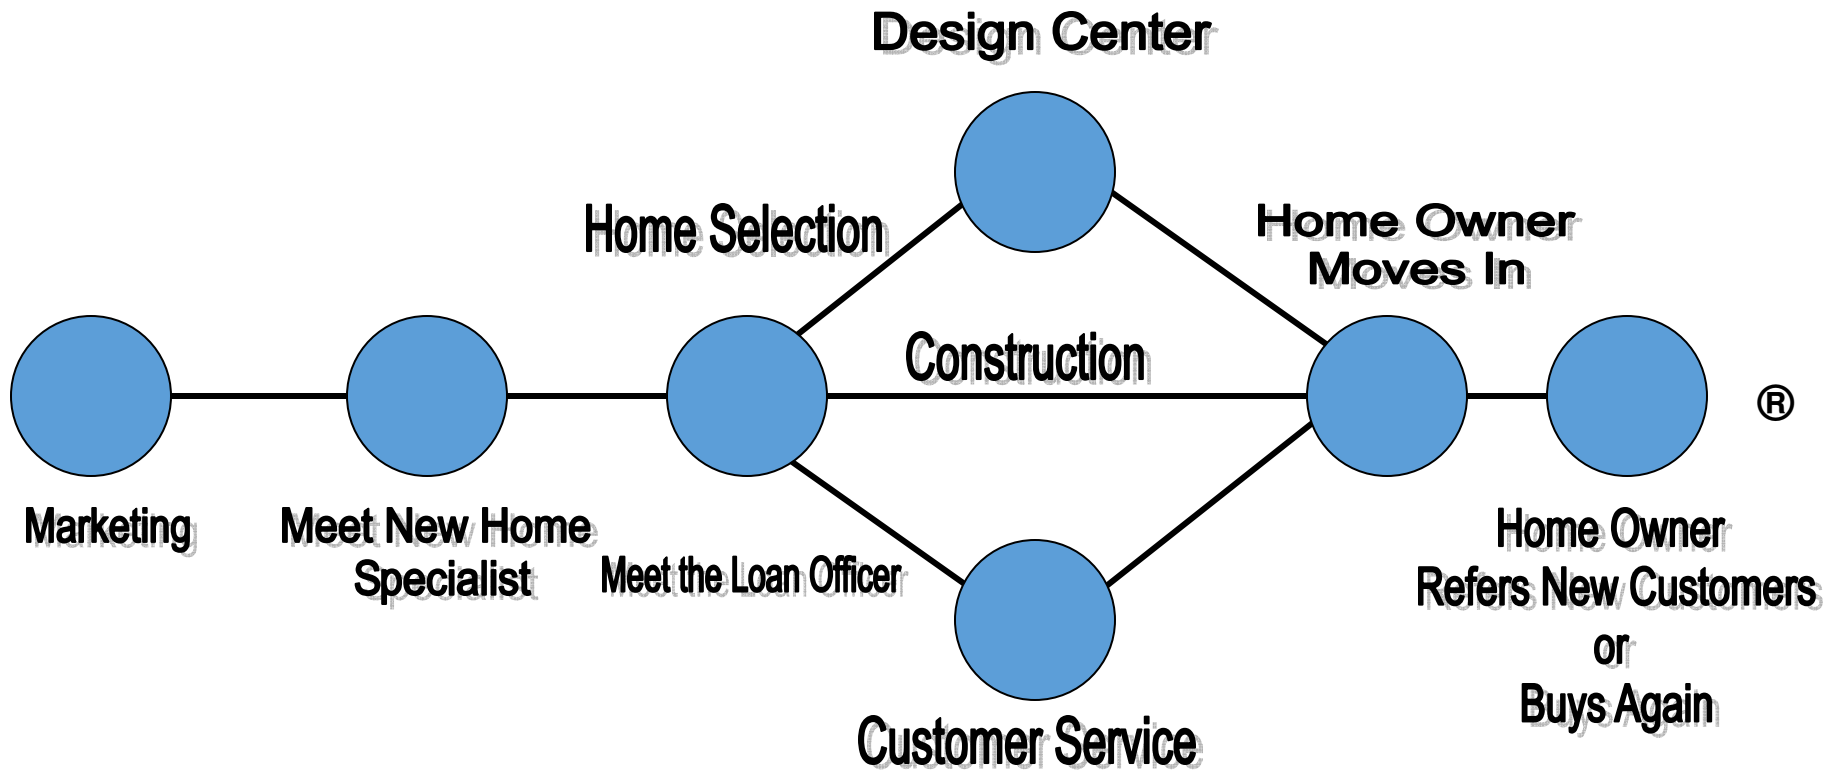 Design Center
Home Selection
Home Owner
Moves In
Construction
®
Marketing
Meet New Home
Specialist
Meet the Loan Officer
Home Owner
Refers New Customers
or
Buys Again
Customer Service